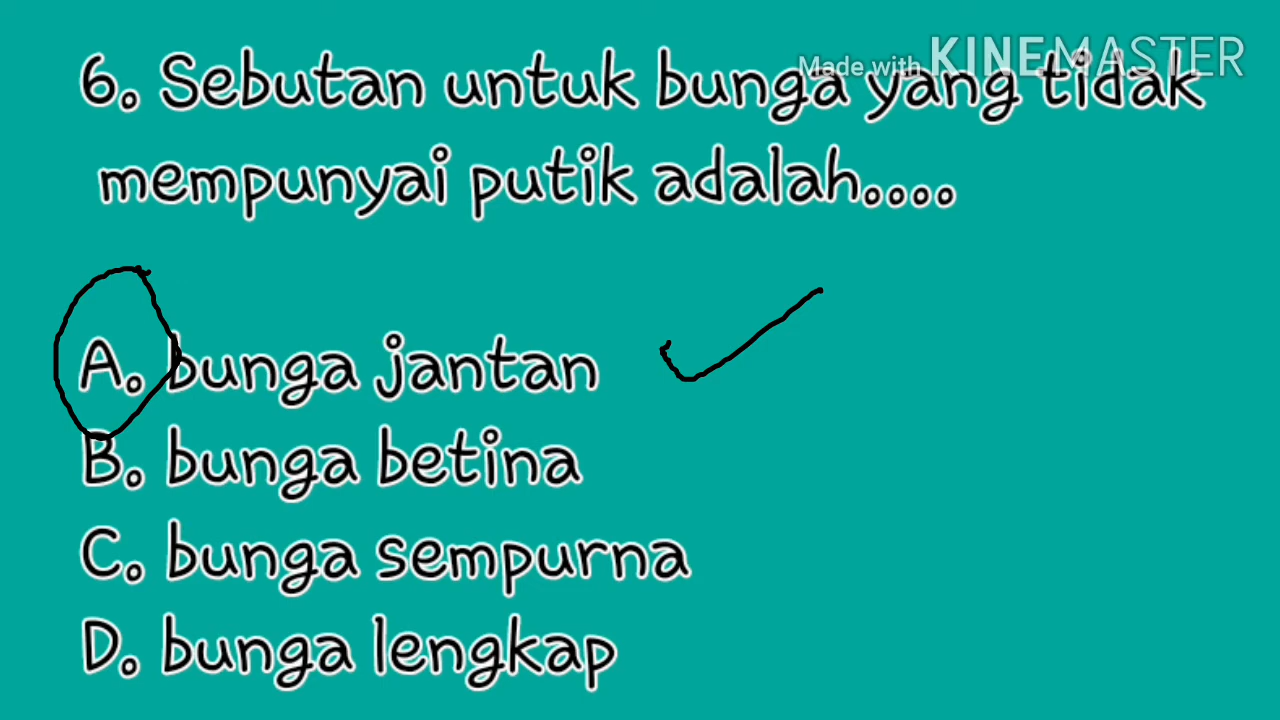 Made with KINEMASTER
6. Sebutan untuk bunga yang tidak
mempunyai putik adalah....
A. bunga jantan
B. bunga betina
C. bunga sempurna
D. bunga lengkap